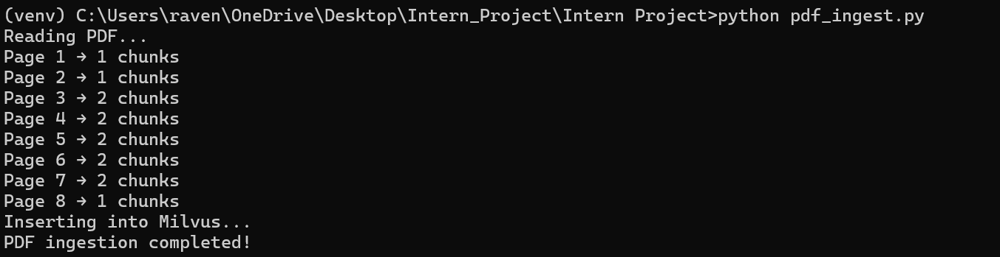 (venv) C:\Users\raven\OneDrive\Desktop\Intern_Project\Intern Project>python pdf_ingest.py
Reading PDF...
Page 1 → 1 chunks
Page 2 → 1 chunks
Page 3 → 2 chunks
Page 4 → 2 chunks
Page 5 → 2 chunks
Page 6 → 2 chunks
Page 7 → 2 chunks
Page 8 → 1 chunks
Inserting into Milvus...
PDF ingestion completed!